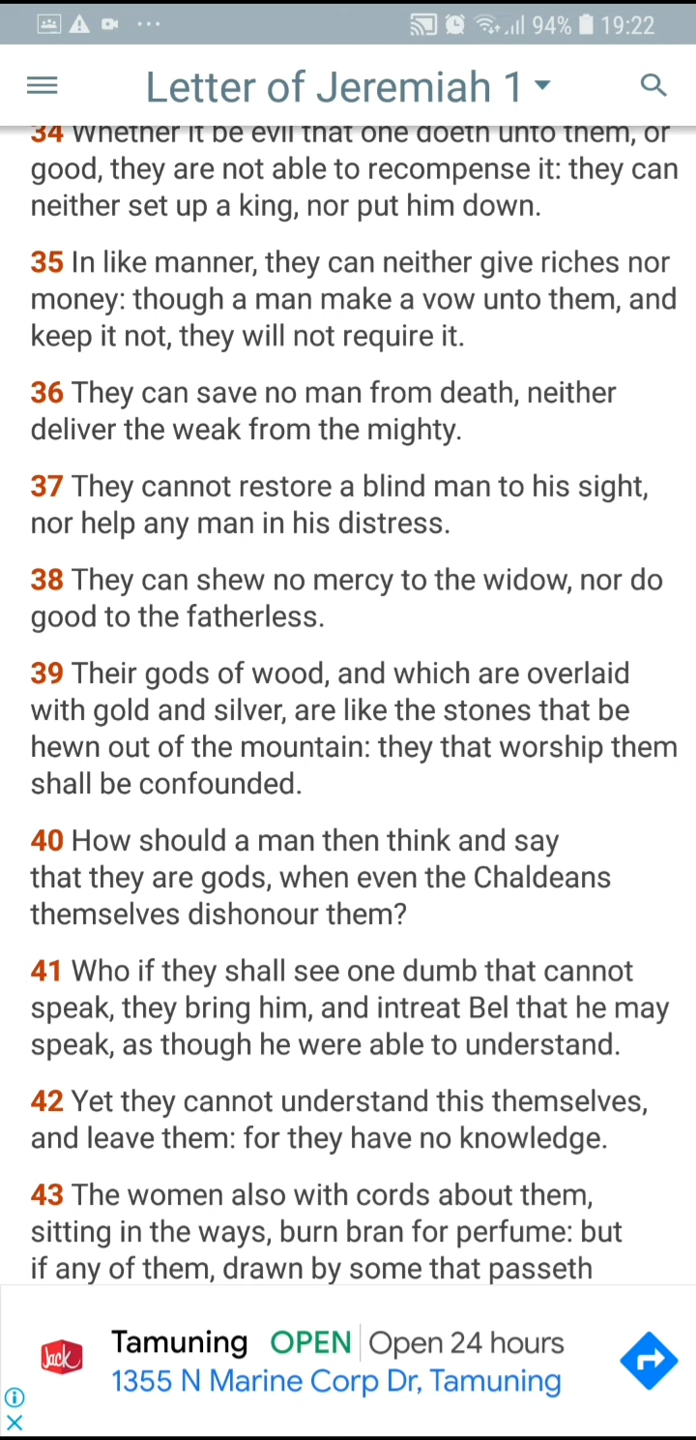 94% 19:22
Letter of Jeremiah 1
34 Whether it be evil that one doeth unto them, or
good, they are not able to recompense it: they can
neither set up a king, nor put him down.
35 In like manner, they can neither give riches nor
money: though a man make a vow unto them, and
keep it not, they will not require it.
36 They can save no man from death, neither
deliver the weak from the mighty.
37 They cannot restore a blind man to his sight,
nor help any man in his distress.
38 They can shew no mercy to the widow, nor do
good to the fatherless.
39 Their gods of wood, and which are overlaid
with gold and silver, are like the stones that be
hewn out of the mountain: they that worship them
shall be confounded.
40 How should a man then think and say
that they are gods, when even the Chaldeans
themselves dishonour them?
41 Who if they shall see one dumb that cannot
speak, they bring him, and intreat Bel that he may
speak, as though he were able to understand.
42 Yet they cannot understand this themselves,
and leave them: for they have no knowledge.
43 The women also with cords about them,
sitting in the ways, burn bran for perfume: but
if any of them, drawn by some that passeth
Jack
Tamuning OPEN Open 24 hours
1355 N Marine Corp Dr, Tamuning